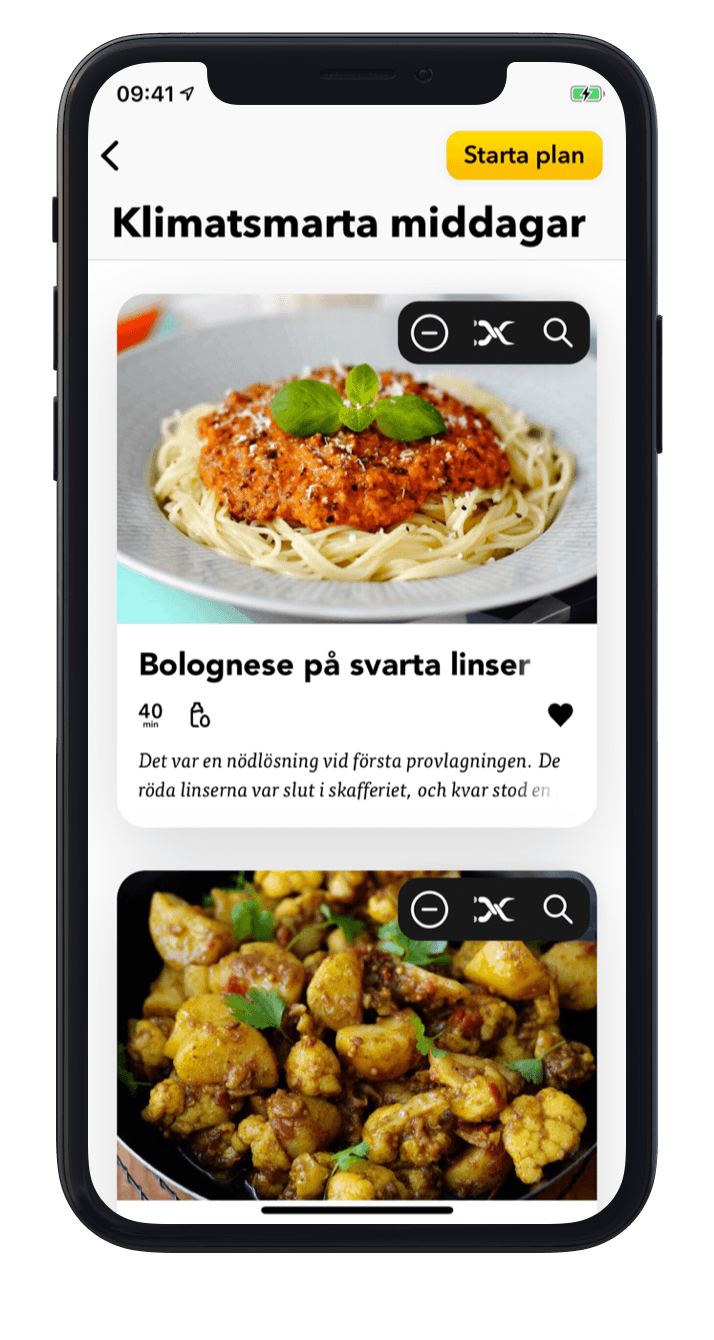 09:41
Starta plan
Klimatsmarta middagar
Bolognese på svarta linser
40
min
Det var en nödlösning vid första provlagningen. De
röda linserna var slut i skafferiet, och kvar stod en